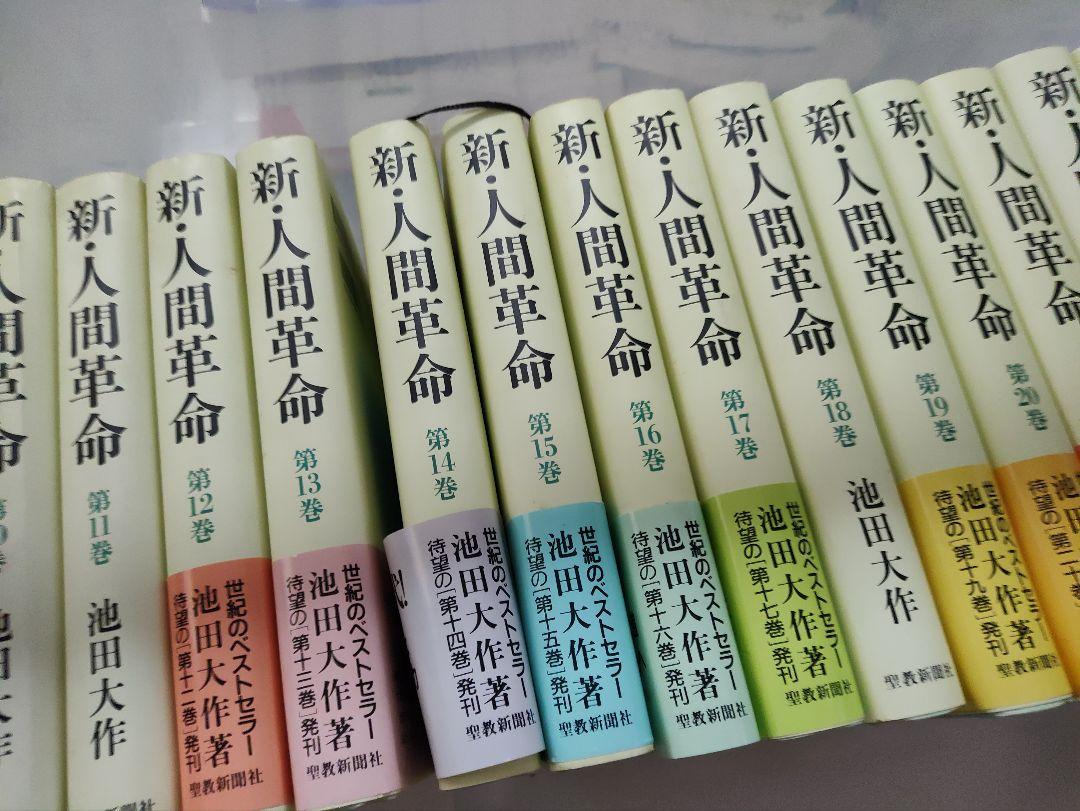 新・人間革命
新・人間革命 第11巻 池田大作
聖教新聞社
新・人間革命 第12巻
世紀のベストセラー
池田大作著
待望の［第十二巻］発刊
聖教新聞社
新・人間革命 第13巻
世紀のベストセラー
池田大作著
待望の［第十三巻］発刊
聖教新聞社
新・人間革命 第14巻
世紀のベストセラー
池田大作著
待望の［第十四巻］発刊
聖教新聞社
新・人間革命 第15巻
世紀のベストセラー
池田大作著
待望の［第十五巻］発刊
聖教新聞社
新・人間革命 第16巻
世紀のベストセラー
池田大作著
待望の［第十六巻］発刊
聖教新聞社
新・人間革命 第17巻
世紀のベストセラー
池田大作著
待望の［第十七巻］発刊
聖教新聞社
新・人間革命 第18巻 池田大作
聖教新聞社
新・人間革命 第19巻
世紀のベストセラー
池田大作著
待望の［第十九巻］発刊
新・人間革命 第20巻
新・人